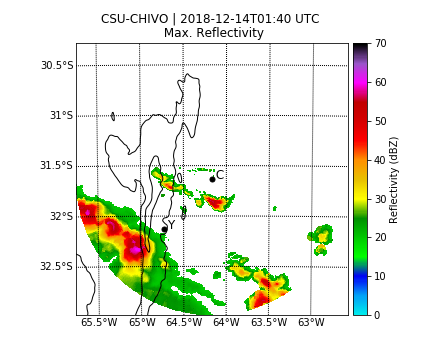 CSU-CHIVO | 2018-12-14T01:40 UTC
Max. Reflectivity
30.5°S
31°S
31.5°S
32°S
32.5°S
65.5°W 65°W 64.5°W 64°W 63.5°W 63°W
C
Y
70
60
50
40
30
20
10
0
Reflectivity (dBZ)